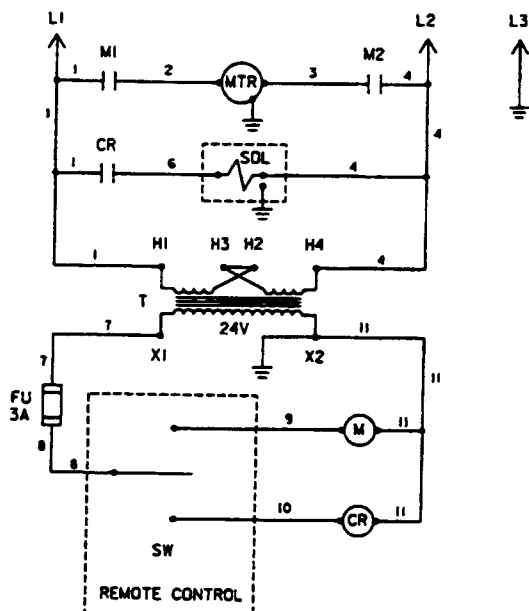 L1 L2 L3
M1 M2
1 2 MTR 3 4
1 4
CR SOL
1 6 4
H1 H3 H2 H4
1 4
T
24V
7 11
X1 X2
7 11
FU
3A
9 M 11
8
8
10 CR 11
SW
REMOTE CONTROL